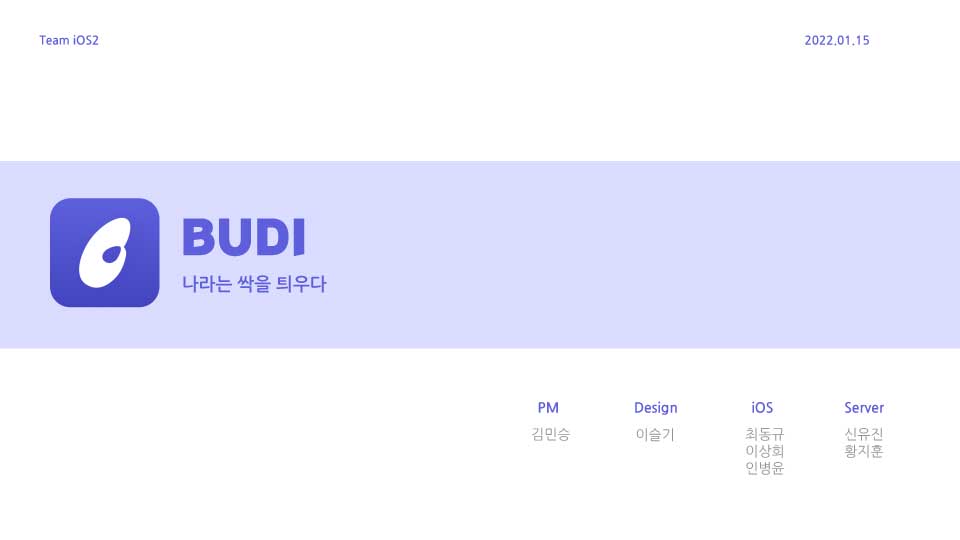 Team iOS2
2022.01.15
BUDI
나라는 싹을 틔우다
PM
김민승
Design
이슬기
iOS
최동규
이상희
인병윤
Server
신유진
황지훈